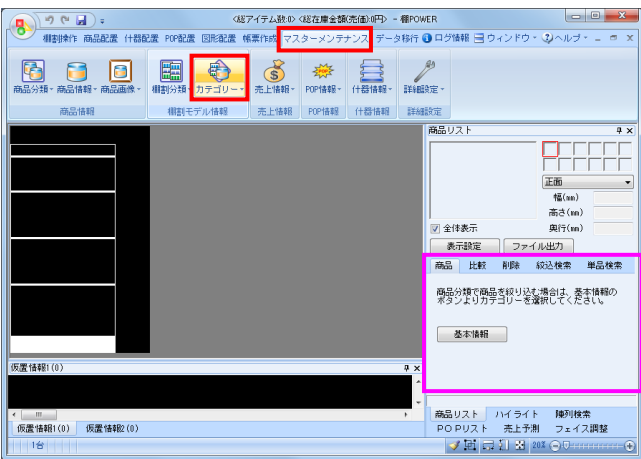 <総アイテム数:0> <総在庫金額(売価):0円> - 棚POWER
棚割操作 商品配置 什器配置 POP配置 図形配置 帳票作成 マスターメンテナンス データ移行 ログ情報 ウィンドウ ヘルプ
商品分類 商品情報 商品画像 棚割分類 カテゴリー 売上情報 POP情報 什器情報 詳細設定
商品情報 棚割モデル情報 売上情報 POP情報 什器情報 詳細設定
商品リスト
正面
幅(mm)
高さ(mm)
全体表示 奥行(mm)
表示設定 ファイル出力
商品 比較 削除 絞込検索 単品検索
商品分類で商品を絞り込む場合は、基本情報の
ボタンよりカテゴリーを選択してください。
基本情報
仮置情報1(0)
仮置情報1(0) 仮置情報2(0)
商品リスト ハイライト 陳列検索
POPリスト 売上予測 フェイス調整
1台
20%